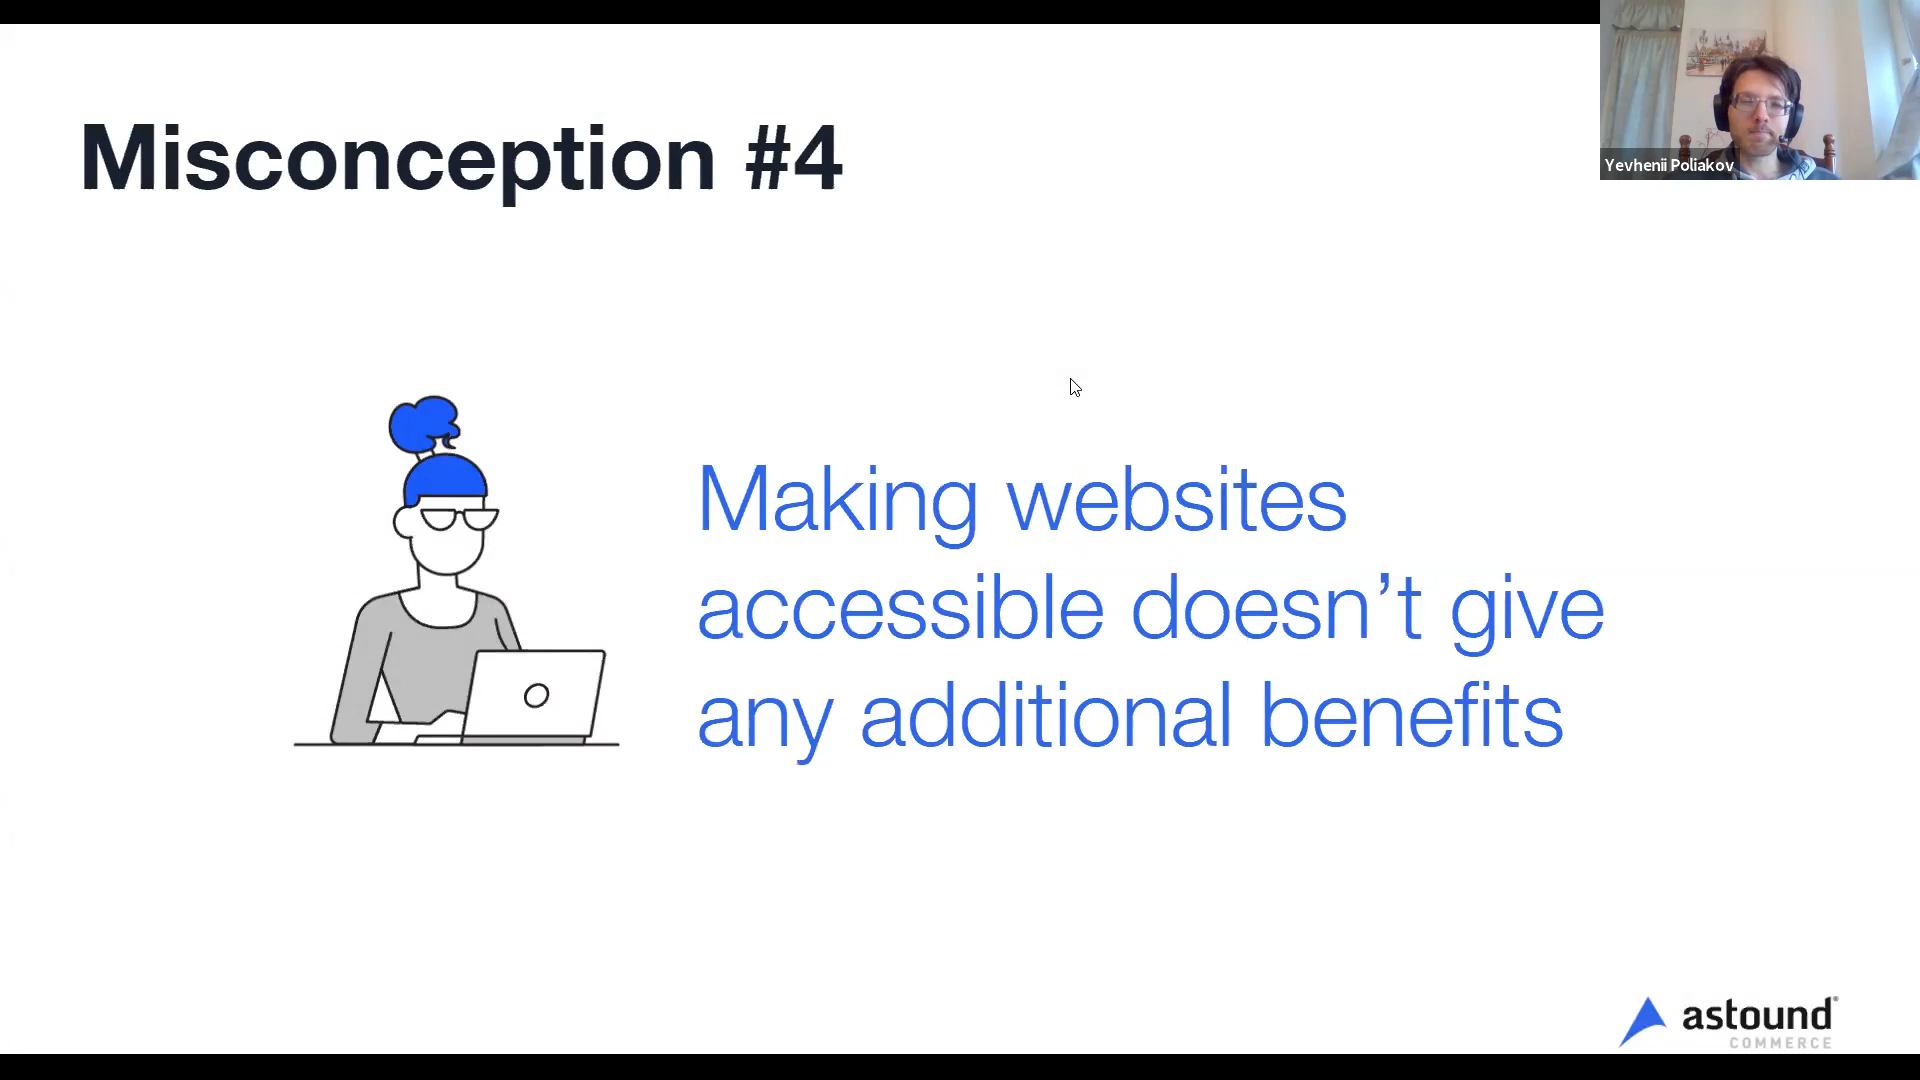 Misconception #4
Yevhenii Poliakov
Making websites
accessible doesn’t give
any additional benefits
astound®
COMMERCE